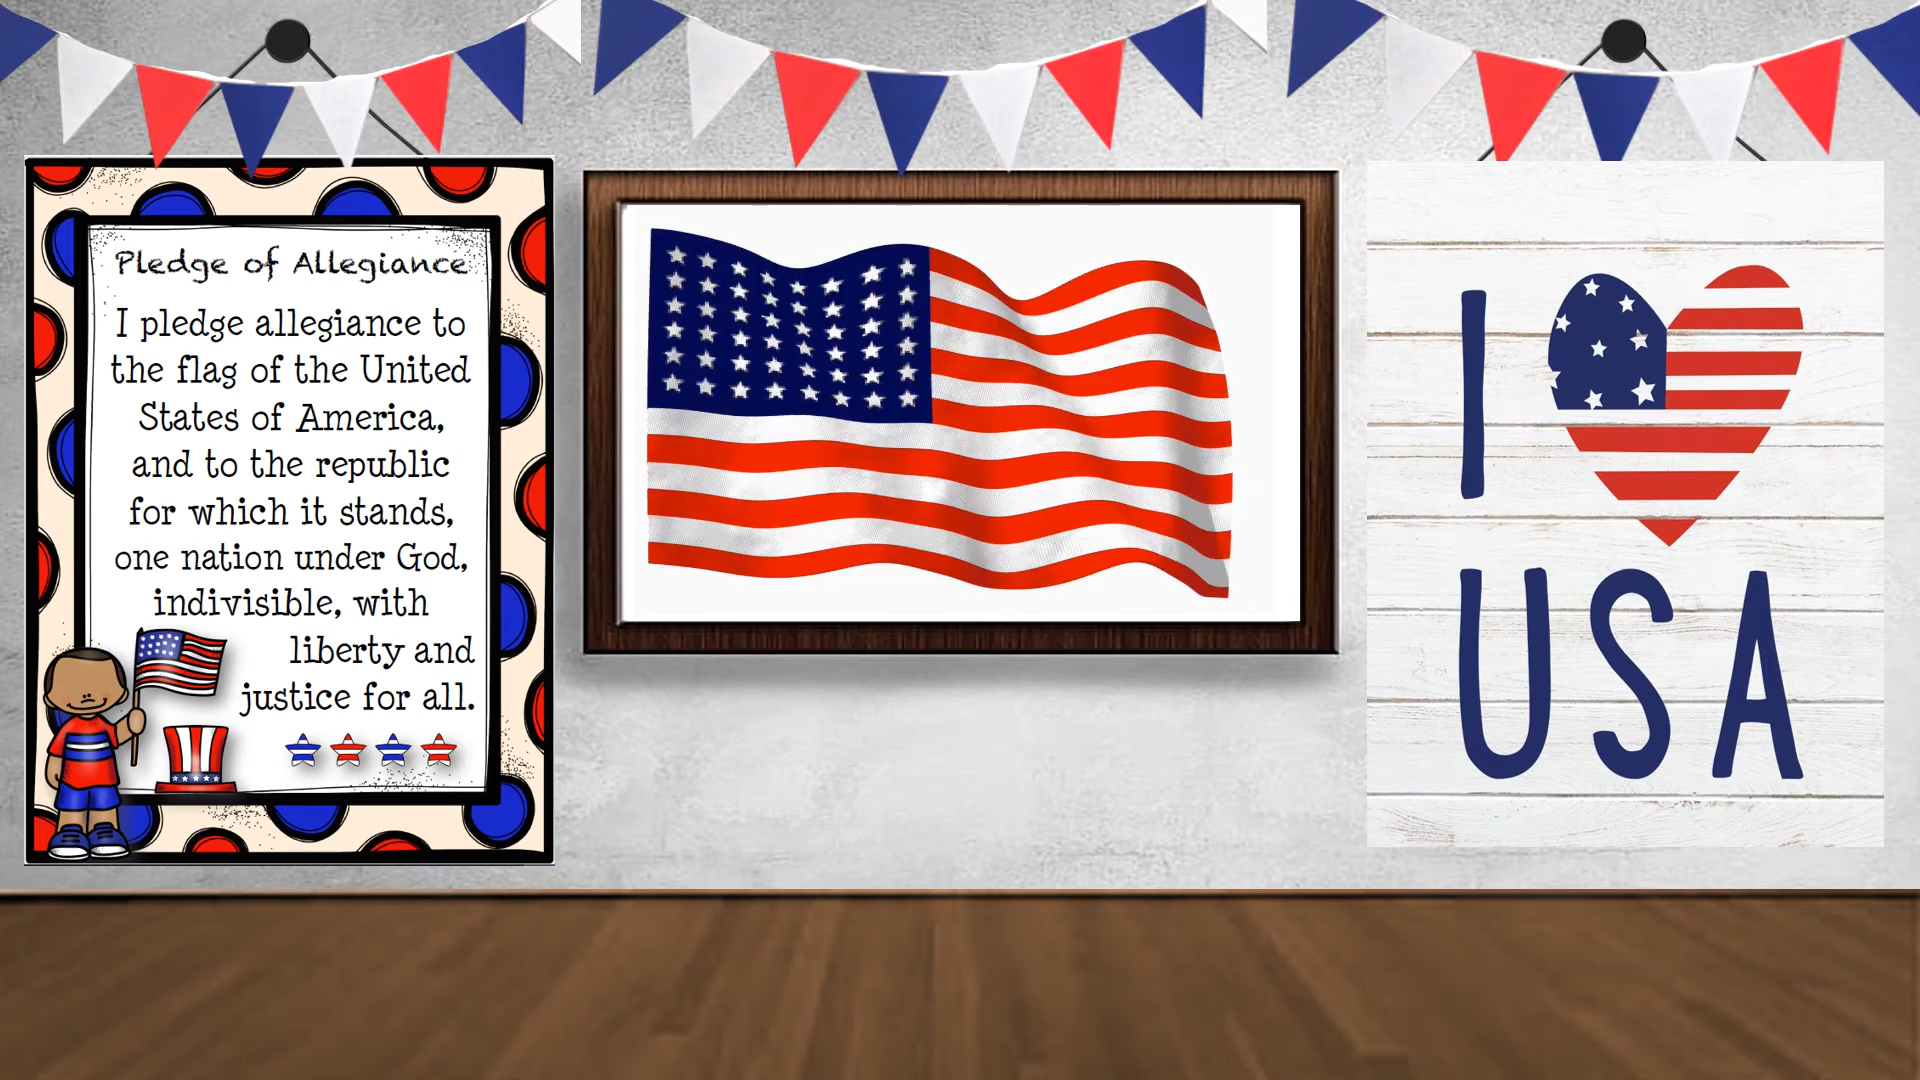 Pledge of Allegiance
I pledge allegiance to
the flag of the United
States of America,
and to the republic
for which it stands,
one nation under God,
indivisible, with
liberty and
justice for all.
I
USA